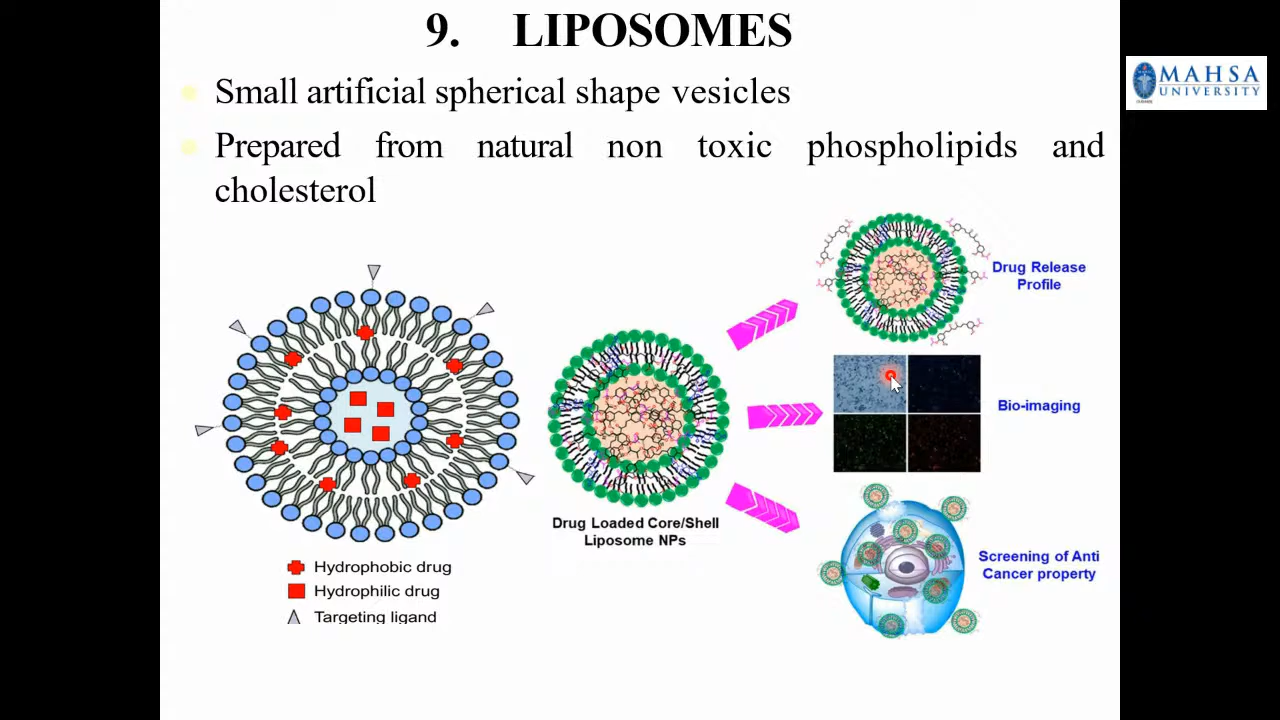 9. LIPOSOMES
MAHSA
UNIVERSITY
Small artificial spherical shape vesicles
Prepared from natural non toxic phospholipids and
cholesterol
Drug Release
Profile
Bio-imaging
Drug Loaded Core/Shell
Liposome NPs
Screening of Anti
Cancer property
Hydrophobic drug
Hydrophilic drug
Targeting ligand